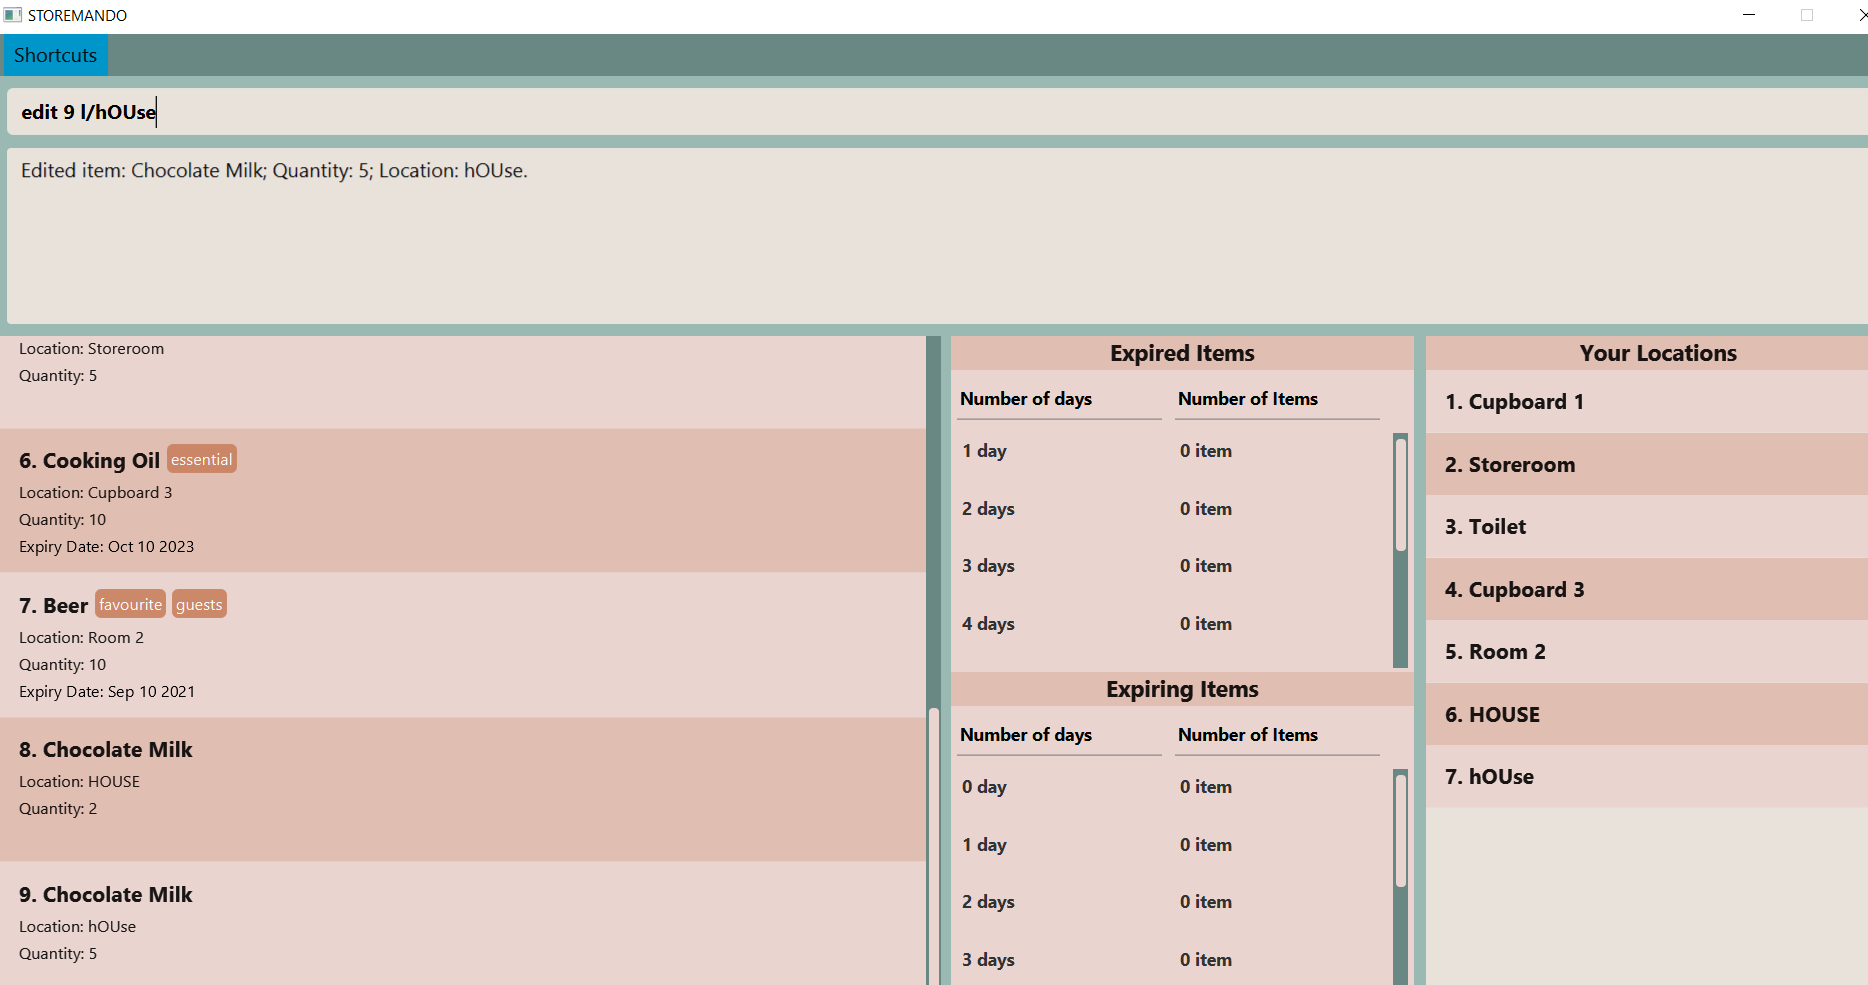 STOREMANDO
Shortcuts
edit 9 l/hOUse
Edited item: Chocolate Milk; Quantity: 5; Location: hOUse.
Location: Storeroom
Quantity: 5
6. Cooking Oil essential
Location: Cupboard 3
Quantity: 10
Expiry Date: Oct 10 2023
7. Beer favourite guests
Location: Room 2
Quantity: 10
Expiry Date: Sep 10 2021
8. Chocolate Milk
Location: HOUSE
Quantity: 2
9. Chocolate Milk
Location: hOUse
Quantity: 5
Expired Items
Number of days Number of Items
1 day 0 item
2 days 0 item
3 days 0 item
4 days 0 item
Expiring Items
Number of days Number of Items
0 day 0 item
1 day 0 item
2 days 0 item
3 days 0 item
Your Locations
1. Cupboard 1
2. Storeroom
3. Toilet
4. Cupboard 3
5. Room 2
6. HOUSE
7. hOUse